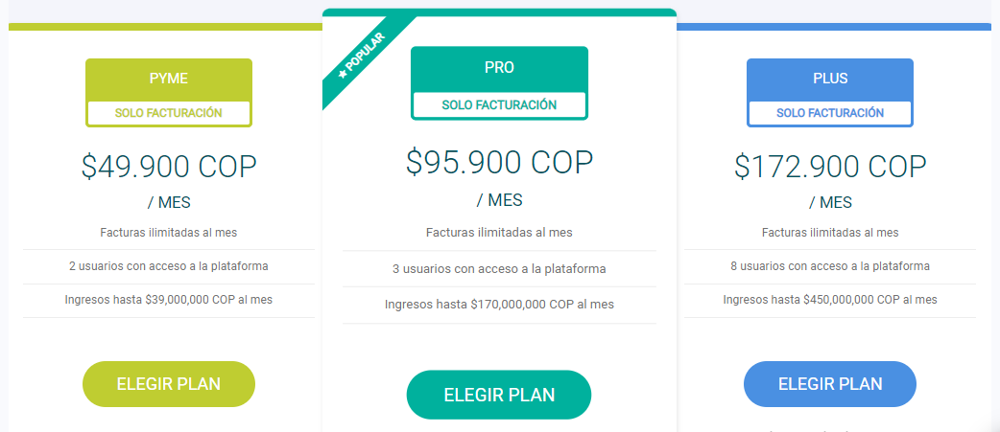 PYME
SOLO FACTURACIÓN
$49.900 COP
/ MES
Facturas ilimitadas al mes
2 usuarios con acceso a la plataforma
Ingresos hasta $39,000,000 COP al mes
ELEGIR PLAN
★ POPULAR
PRO
SOLO FACTURACIÓN
$95.900 COP
/ MES
Facturas ilimitadas al mes
3 usuarios con acceso a la plataforma
Ingresos hasta $170,000,000 COP al mes
ELEGIR PLAN
PLUS
SOLO FACTURACIÓN
$172.900 COP
/ MES
Facturas ilimitadas al mes
8 usuarios con acceso a la plataforma
Ingresos hasta $450,000,000 COP al mes
ELEGIR PLAN